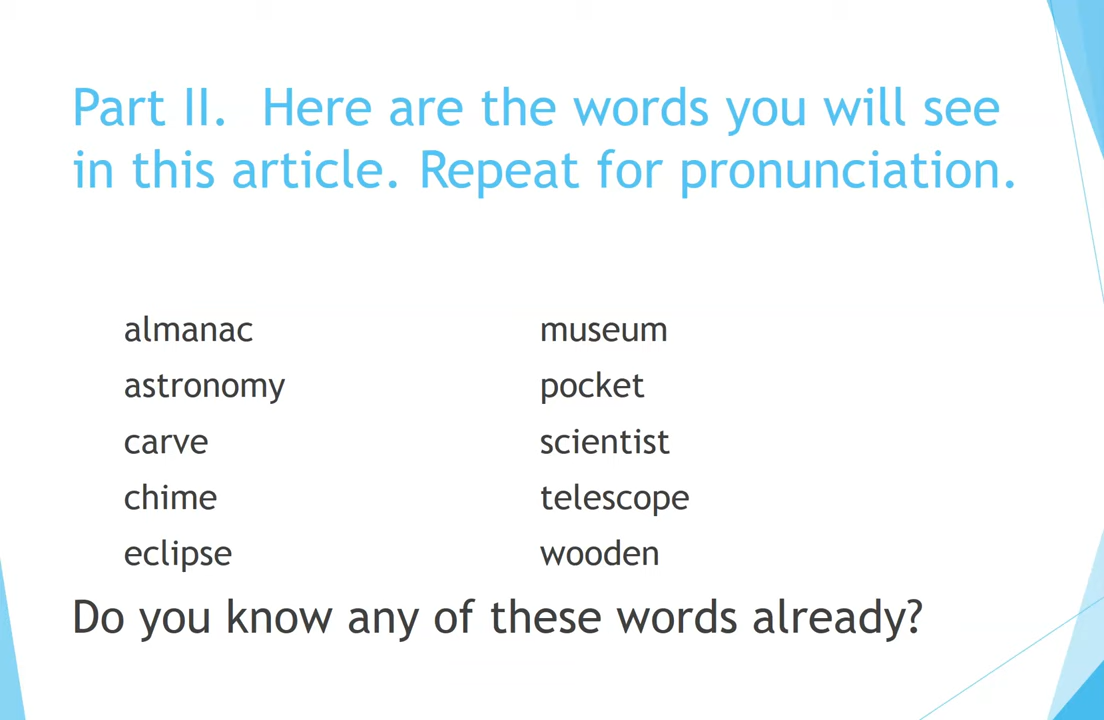 Part II.  Here are the words you will see
in this article. Repeat for pronunciation.
almanac
astronomy
carve
chime
eclipse
museum
pocket
scientist
telescope
wooden
Do you know any of these words already?